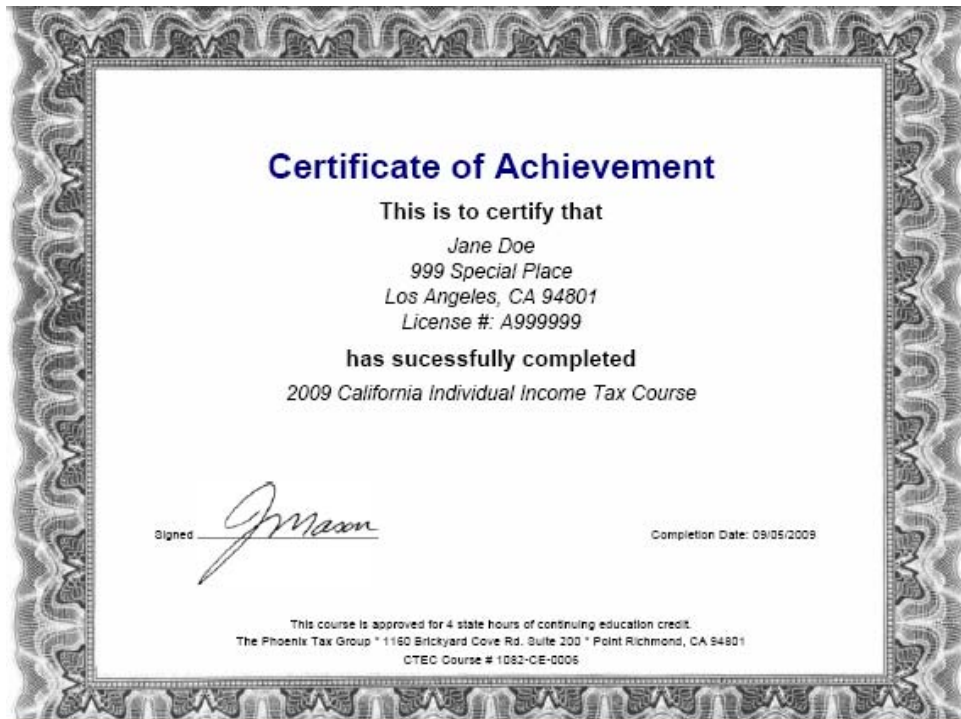 Certificate of Achievement
This is to certify that
Jane Doe
999 Special Place
Los Angeles, CA 94801
License #: A999999
has sucessfully completed
2009 California Individual Income Tax Course
Signed JMason
Completion Date: 09/05/2009
This course is approved for 4 state hours of continuing education credit.
The Phoenix Tax Group * 1160 Brickyard Cove Rd. Suite 200 * Point Richmond, CA 94801
CTEC Course # 1082-CE-0006